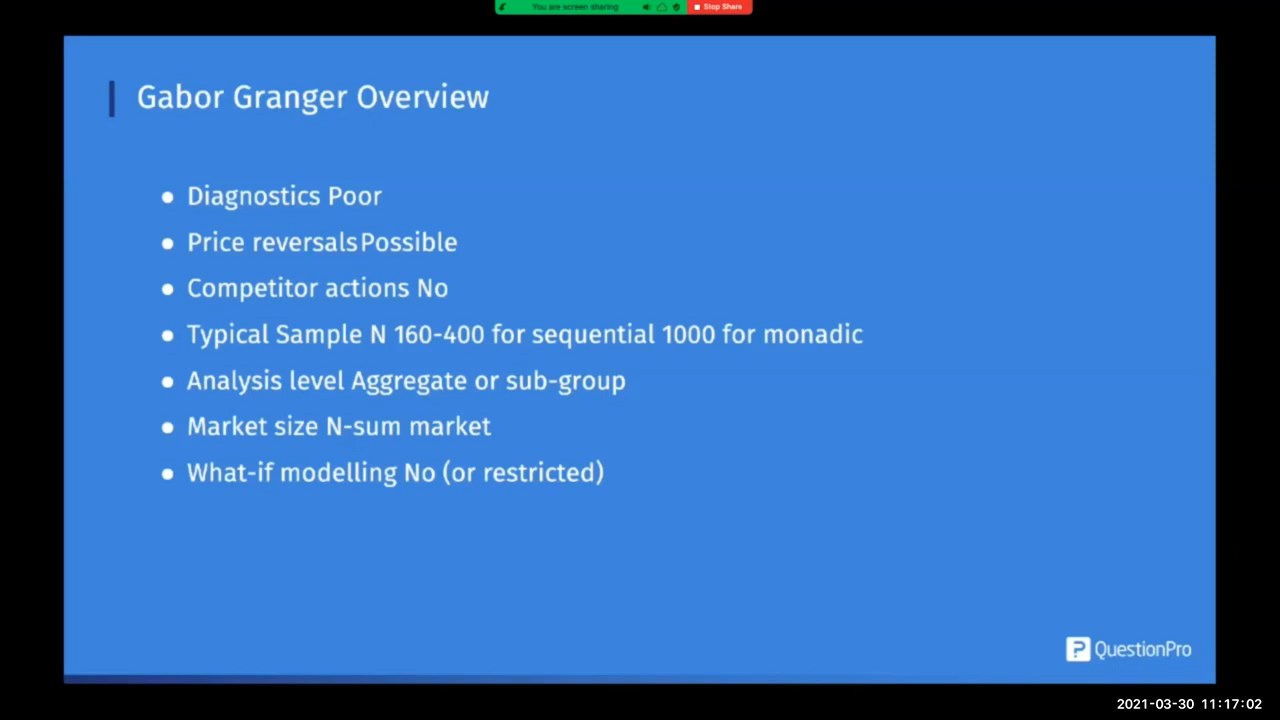 You are screen sharing
Stop Share
Gabor Granger Overview
Diagnostics Poor
Price reversals Possible
Competitor actions No
Typical Sample N 160-400 for sequential 1000 for monadic
Analysis level Aggregate or sub-group
Market size N-sum market
What-if modelling No (or restricted)
QuestionPro
2021-03-30 11:17:02